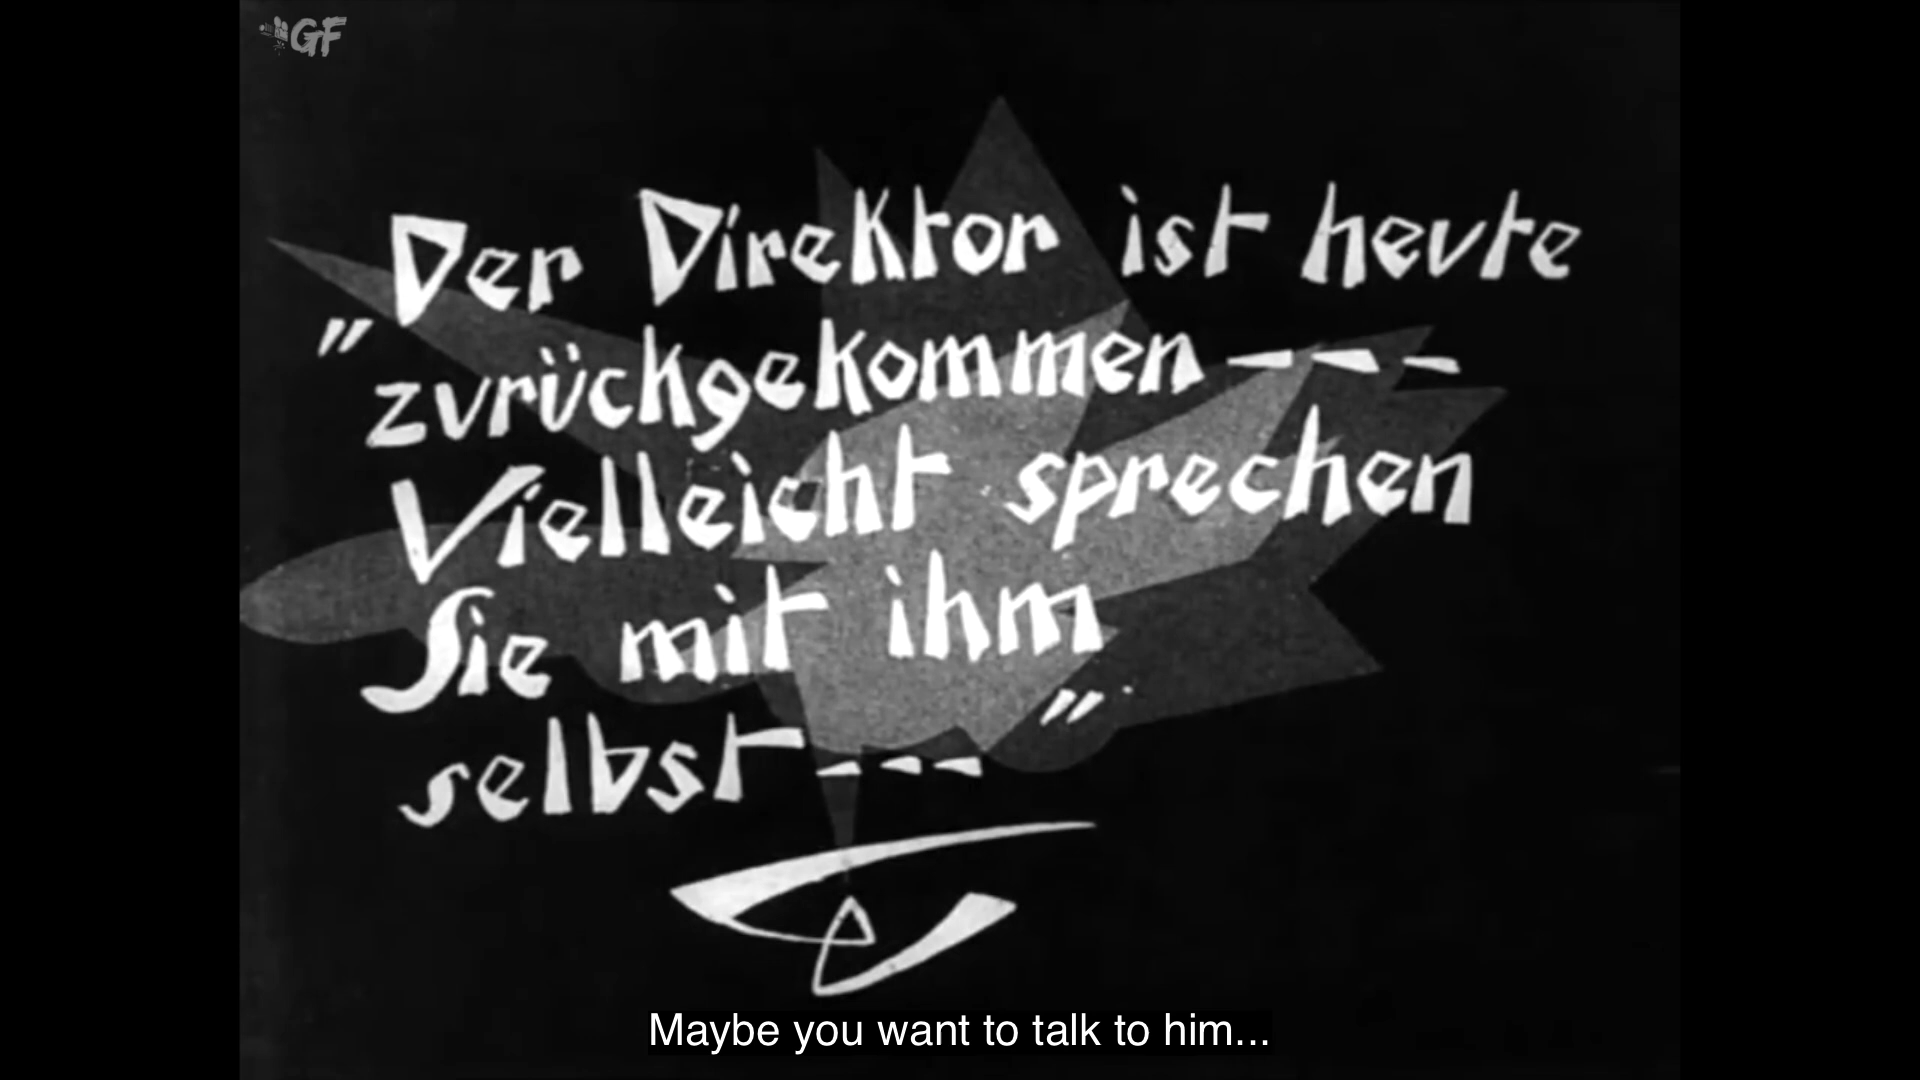 GF
„Der Direktor ist heute
zurückgekommen ---
Vielleicht sprechen
Sie mit ihm
selbst ---"
Maybe you want to talk to him...